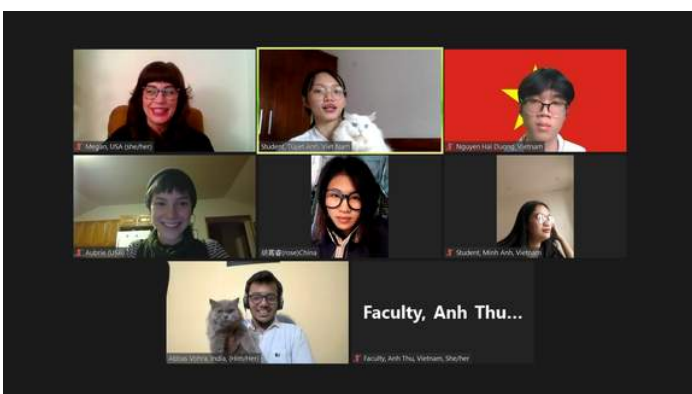 Megan, USA (she/her)
Student, Tuyet Anh Viet Nam
Nguyen Hai Duong, Vietnam
Aubrie (USA)
(rose)China
Student, Minh Anh, Vietnam
Abbas Vohra, India, (Him/Her)
Faculty, Anh Thu...
Faculty, Anh Thu, Vietnam, She/her